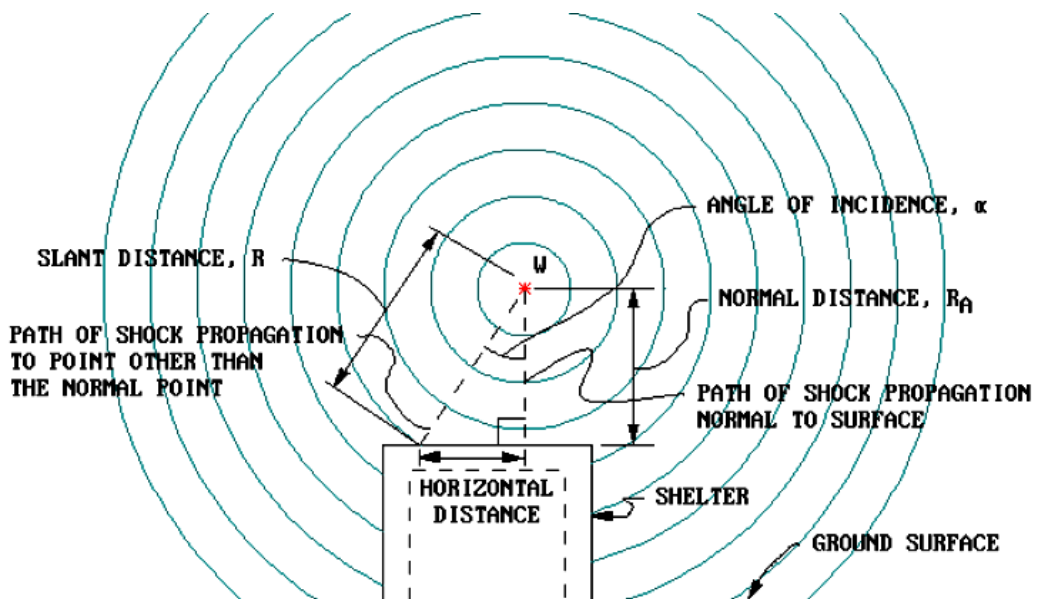 ANGLE OF INCIDENCE, α
W
SLANT DISTANCE, R
NORMAL DISTANCE, RA
PATH OF SHOCK PROPAGATION
TO POINT OTHER THAN
THE NORMAL POINT
PATH OF SHOCK PROPAGATION
NORMAL TO SURFACE
HORIZONTAL
DISTANCE
SHELTER
GROUND SURFACE